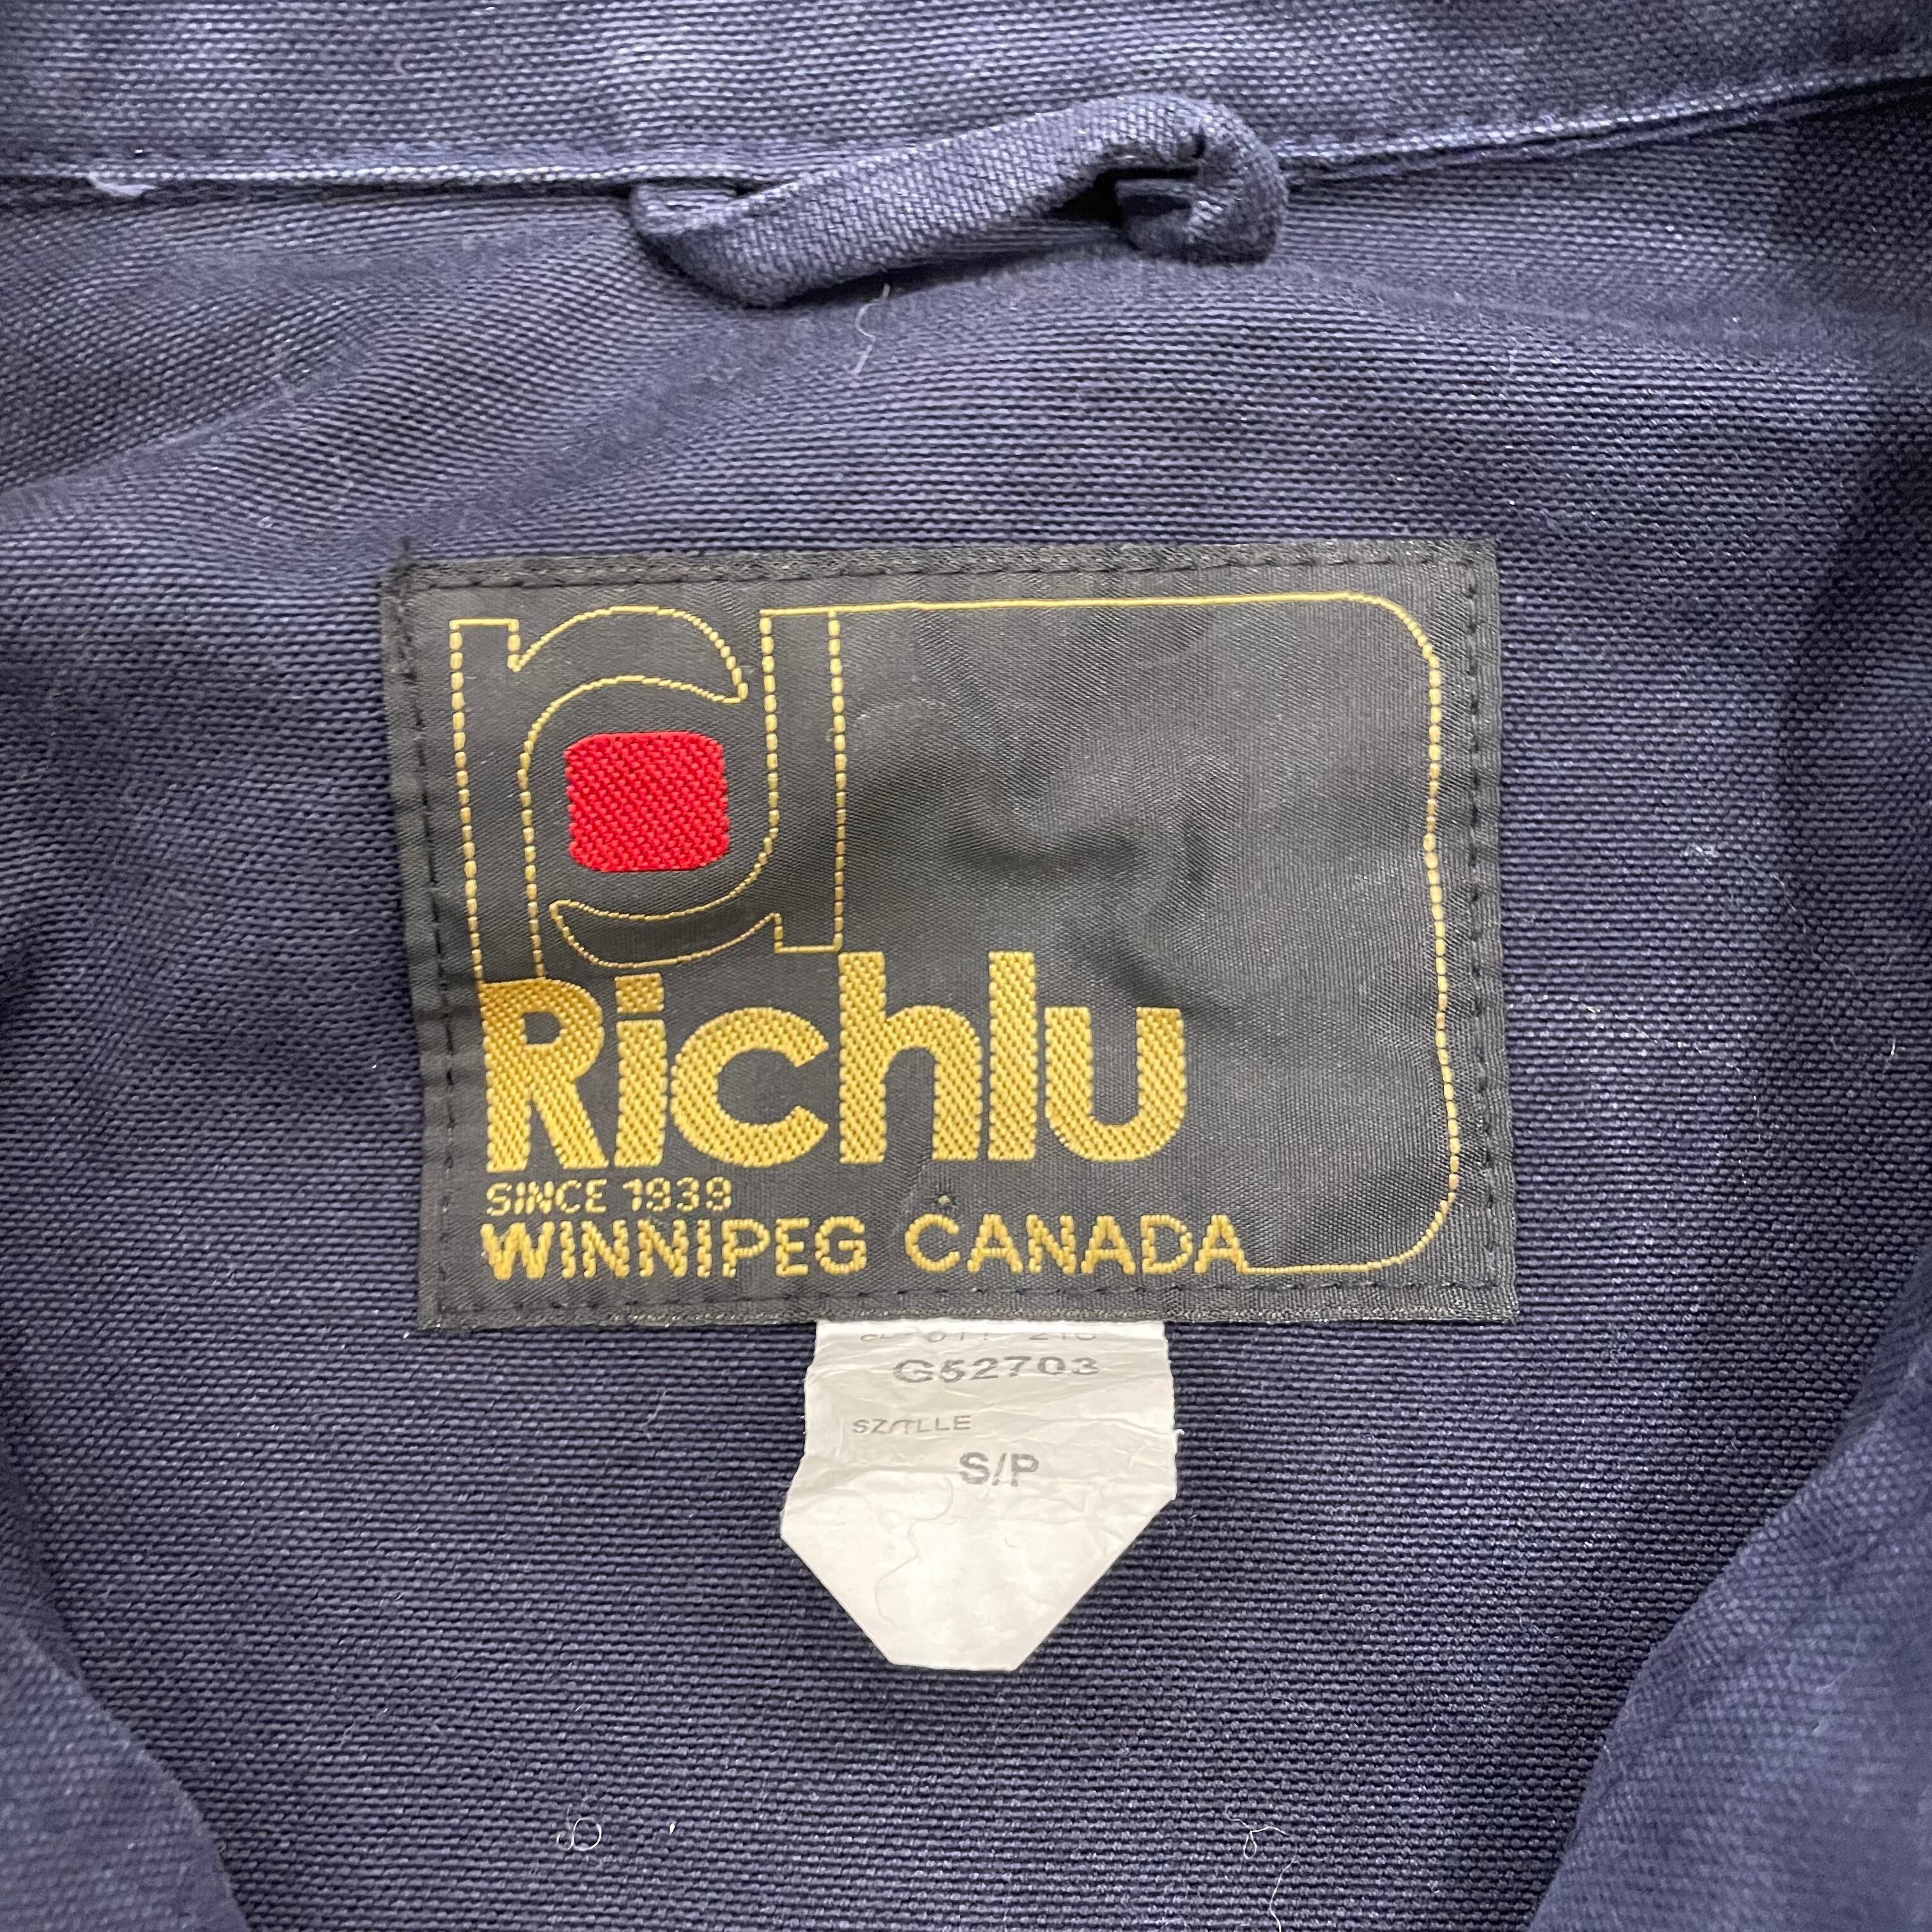 Richlu
SINCE 1939
WINNIPEG CANADA
G52703
SZ/TLLE
S/P